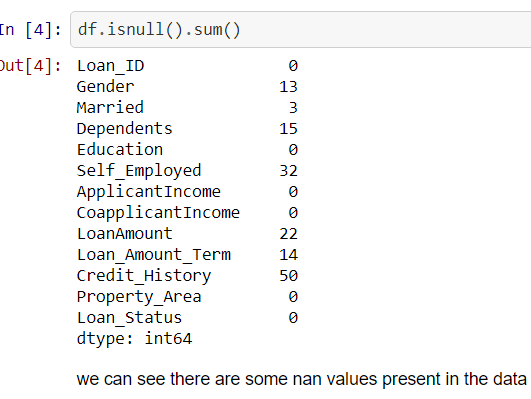 In [4]: df.isnull().sum()
Out[4]: Loan_ID 0
Gender 13
Married 3
Dependents 15
Education 0
Self_Employed 32
ApplicantIncome 0
CoapplicantIncome 0
LoanAmount 22
Loan_Amount_Term 14
Credit_History 50
Property_Area 0
Loan_Status 0
dtype: int64
we can see there are some nan values present in the data